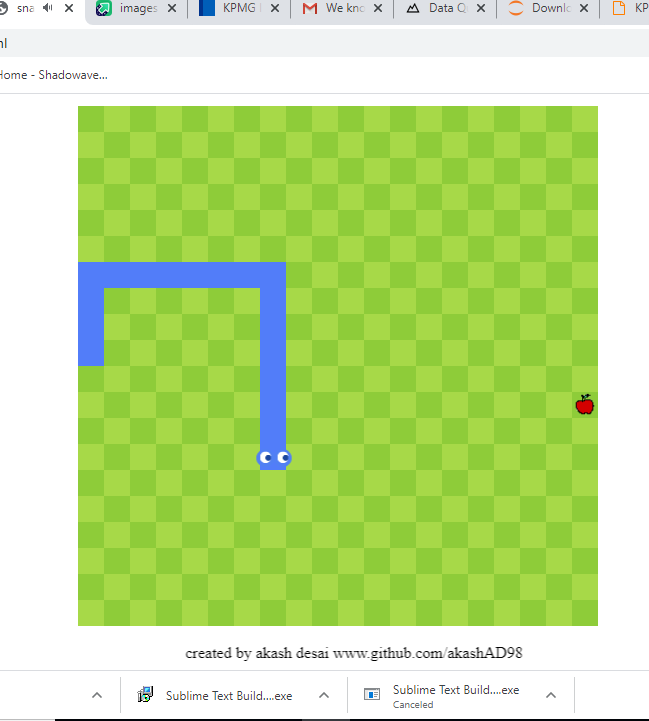 sna
images
KPMG
We kno
Data Q
Downlo
KP
nl
Home - Shadowave...
created by akash desai www.github.com/akashAD98
Sublime Text Build....exe
Sublime Text Build....exe
Canceled